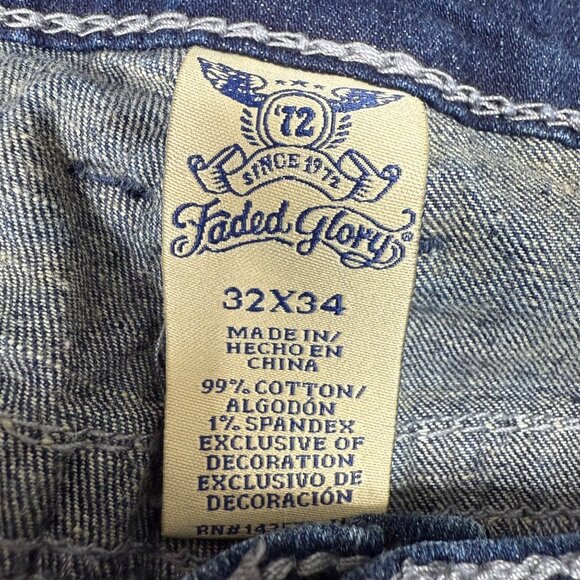 '72
SINCE 1972
Faded Glory®
32X34
MADE IN/
HECHO EN
CHINA
99% COTTON/
ALGODÓN
1% SPANDEX
EXCLUSIVE OF
DECORATION
EXCLUSIVO DE
DECORACIÓN